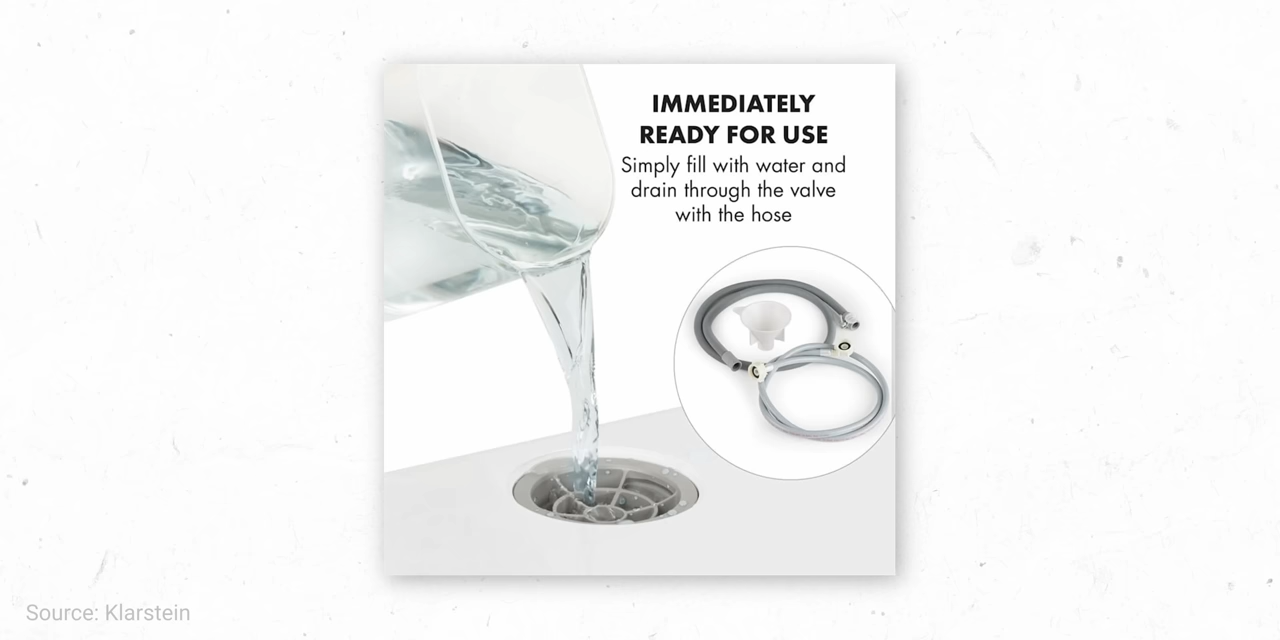 IMMEDIATELY
READY FOR USE
Simply fill with water and
drain through the valve
with the hose
Source: Klarstein